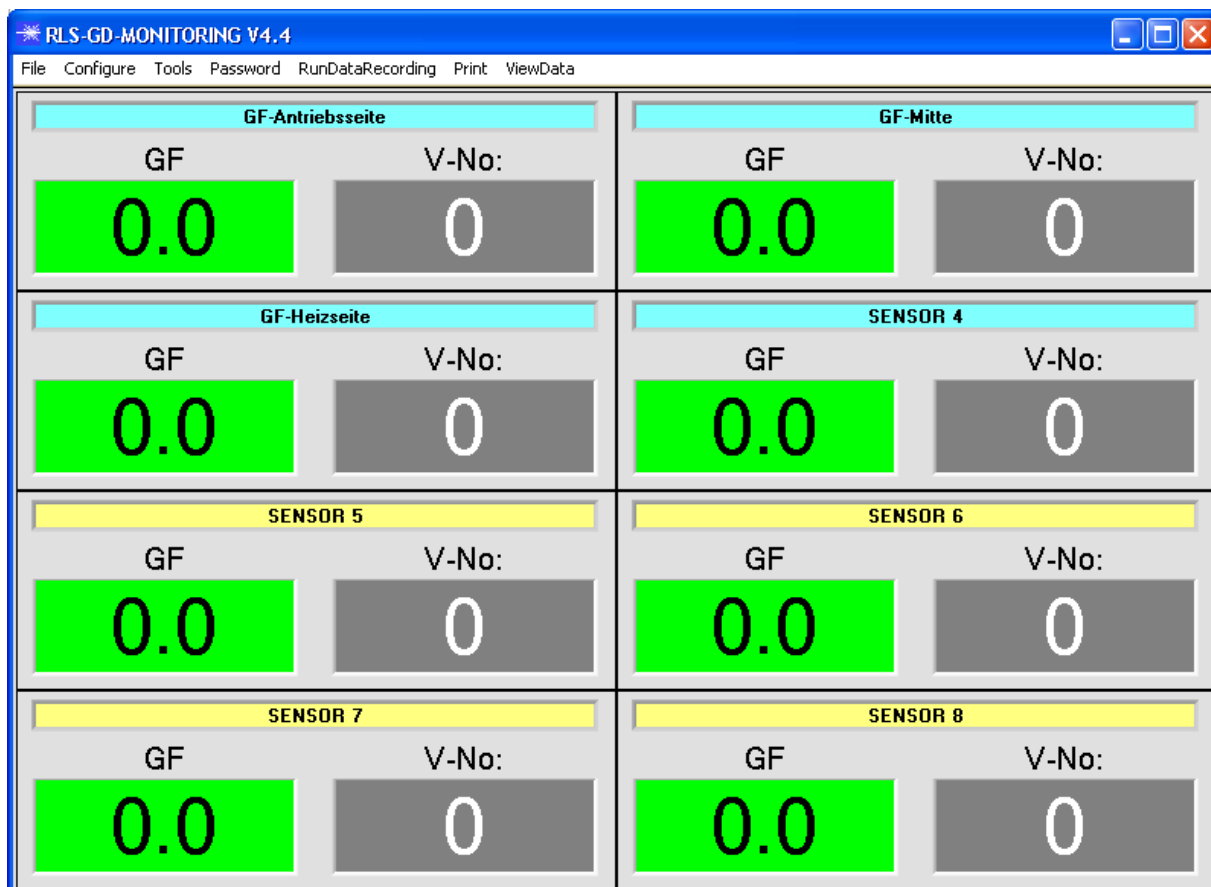 RLS-GD-MONITORING V4.4
File Configure Tools Password RunDataRecording Print ViewData
GF-Antriebsseite
GF V-No:
0.0 0
GF-Mitte
GF V-No:
0.0 0
GF-Heizseite
GF V-No:
0.0 0
SENSOR 4
GF V-No:
0.0 0
SENSOR 5
GF V-No:
0.0 0
SENSOR 6
GF V-No:
0.0 0
SENSOR 7
GF V-No:
0.0 0
SENSOR 8
GF V-No:
0.0 0